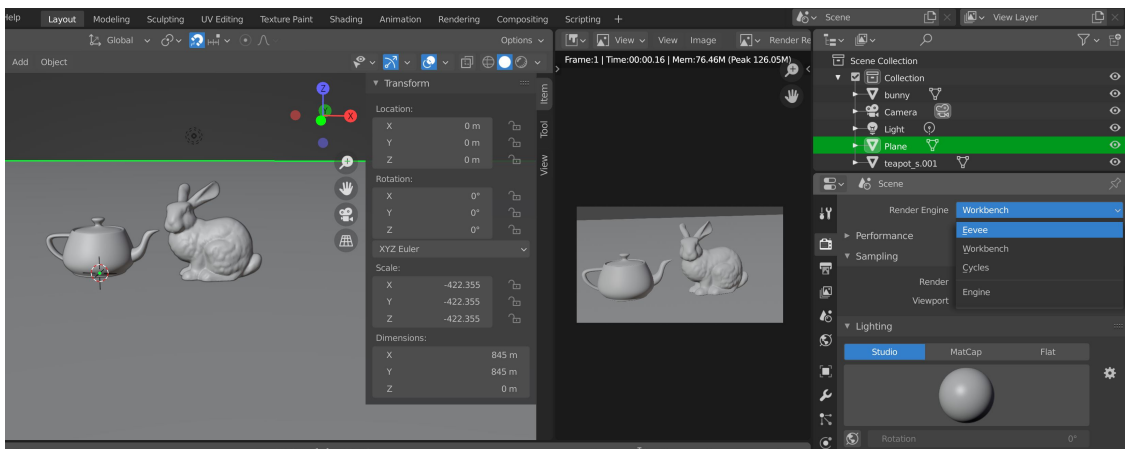 Help Layout Modeling Sculpting UV Editing Texture Paint Shading Animation Rendering Compositing Scripting + Scene View Layer
Global Options View View Image Render Re
Add Object
Frame:1 | Time:00:00.16 | Mem:76.46M (Peak 126.05M)
Transform
Location:
X 0 m
Y 0 m
Z 0 m
Rotation:
X 0°
Y 0°
Z 0°
XYZ Euler
Scale:
X -422.355
Y -422.355
Z -422.355
Dimensions:
X 845 m
Y 845 m
Z 0 m
Item
Tool
View
Z
Y
X
Scene Collection
Collection
bunny
Camera
Light
Plane
teapot_s.001
Scene
Render Engine Workbench
Eevee
Workbench
Cycles
Engine
Performance
Sampling
Render
Viewport
Lighting
Studio MatCap Flat
Rotation 0°